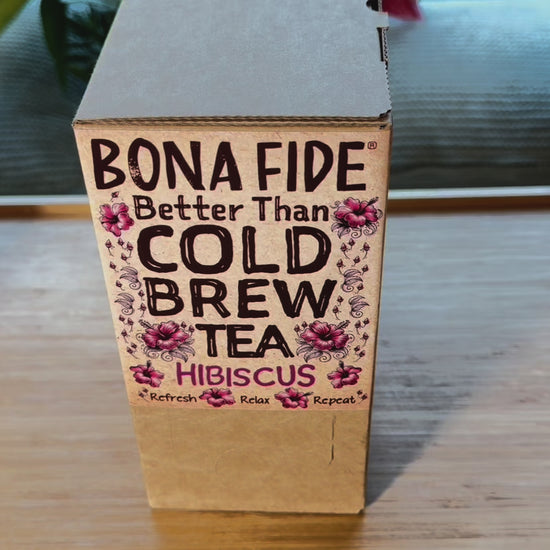 BONA FIDE®
Better Than
COLD
BREW
TEA
HIBISCUS
Refresh Relax Repeat